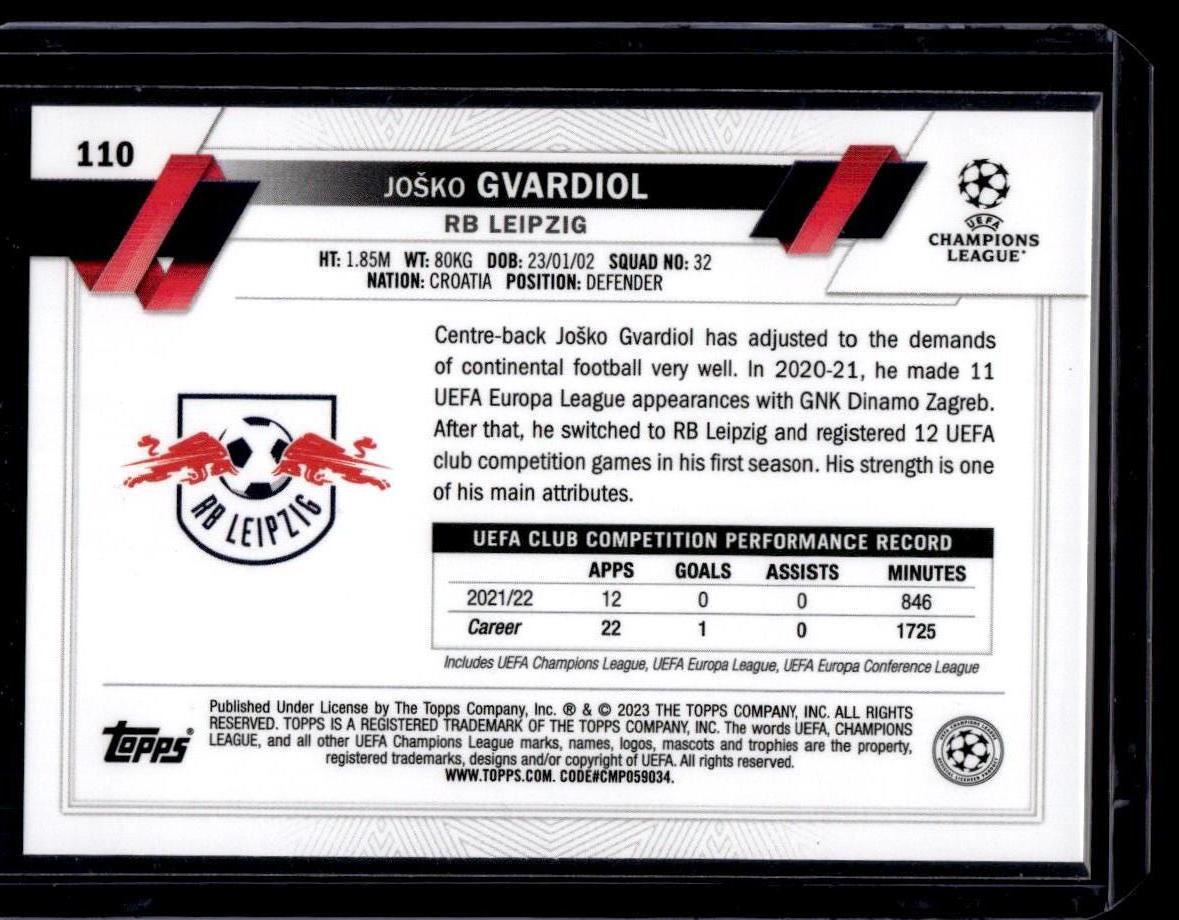 110
JOŠKO GVARDIOL
RB LEIPZIG
HT: 1.85M WT: 80KG DOB: 23/01/02 SQUAD NO: 32
NATION: CROATIA POSITION: DEFENDER
UEFA
CHAMPIONS
LEAGUE
Centre-back Joško Gvardiol has adjusted to the demands
of continental football very well. In 2020-21, he made 11
UEFA Europa League appearances with GNK Dinamo Zagreb.
After that, he switched to RB Leipzig and registered 12 UEFA
club competition games in his first season. His strength is one
of his main attributes.
RB LEIPZIG
UEFA CLUB COMPETITION PERFORMANCE RECORD
APPS GOALS ASSISTS MINUTES
2021/22 12 0 0 846
Career 22 1 0 1725
Includes UEFA Champions League, UEFA Europa League, UEFA Europa Conference League
Topps®
Published Under License by The Topps Company, Inc. ® & © 2023 THE TOPPS COMPANY, INC. ALL RIGHTS
RESERVED. TOPPS IS A REGISTERED TRADEMARK OF THE TOPPS COMPANY, INC. The words UEFA, CHAMPIONS
LEAGUE, and all other UEFA Champions League marks, names, logos, mascots and trophies are the property,
registered trademarks, designs and/or copyright of UEFA. All rights reserved.
WWW.TOPPS.COM. CODE#CMP059034.